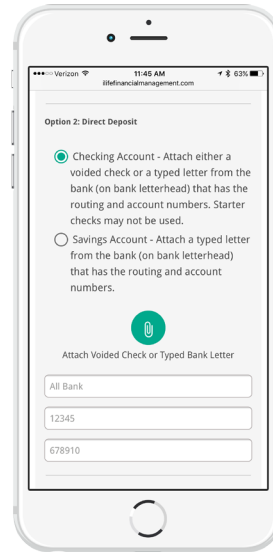 Verizon 11:45 AM 63%
ilifefinancialmanagement.com
Option 2: Direct Deposit
Checking Account - Attach either a
voided check or a typed letter from the
bank (on bank letterhead) that has the
routing and account numbers. Starter
checks may not be used.
Savings Account - Attach a typed letter
from the bank (on bank letterhead)
that has the routing and account
numbers.
Attach Voided Check or Typed Bank Letter
All Bank
12345
678910